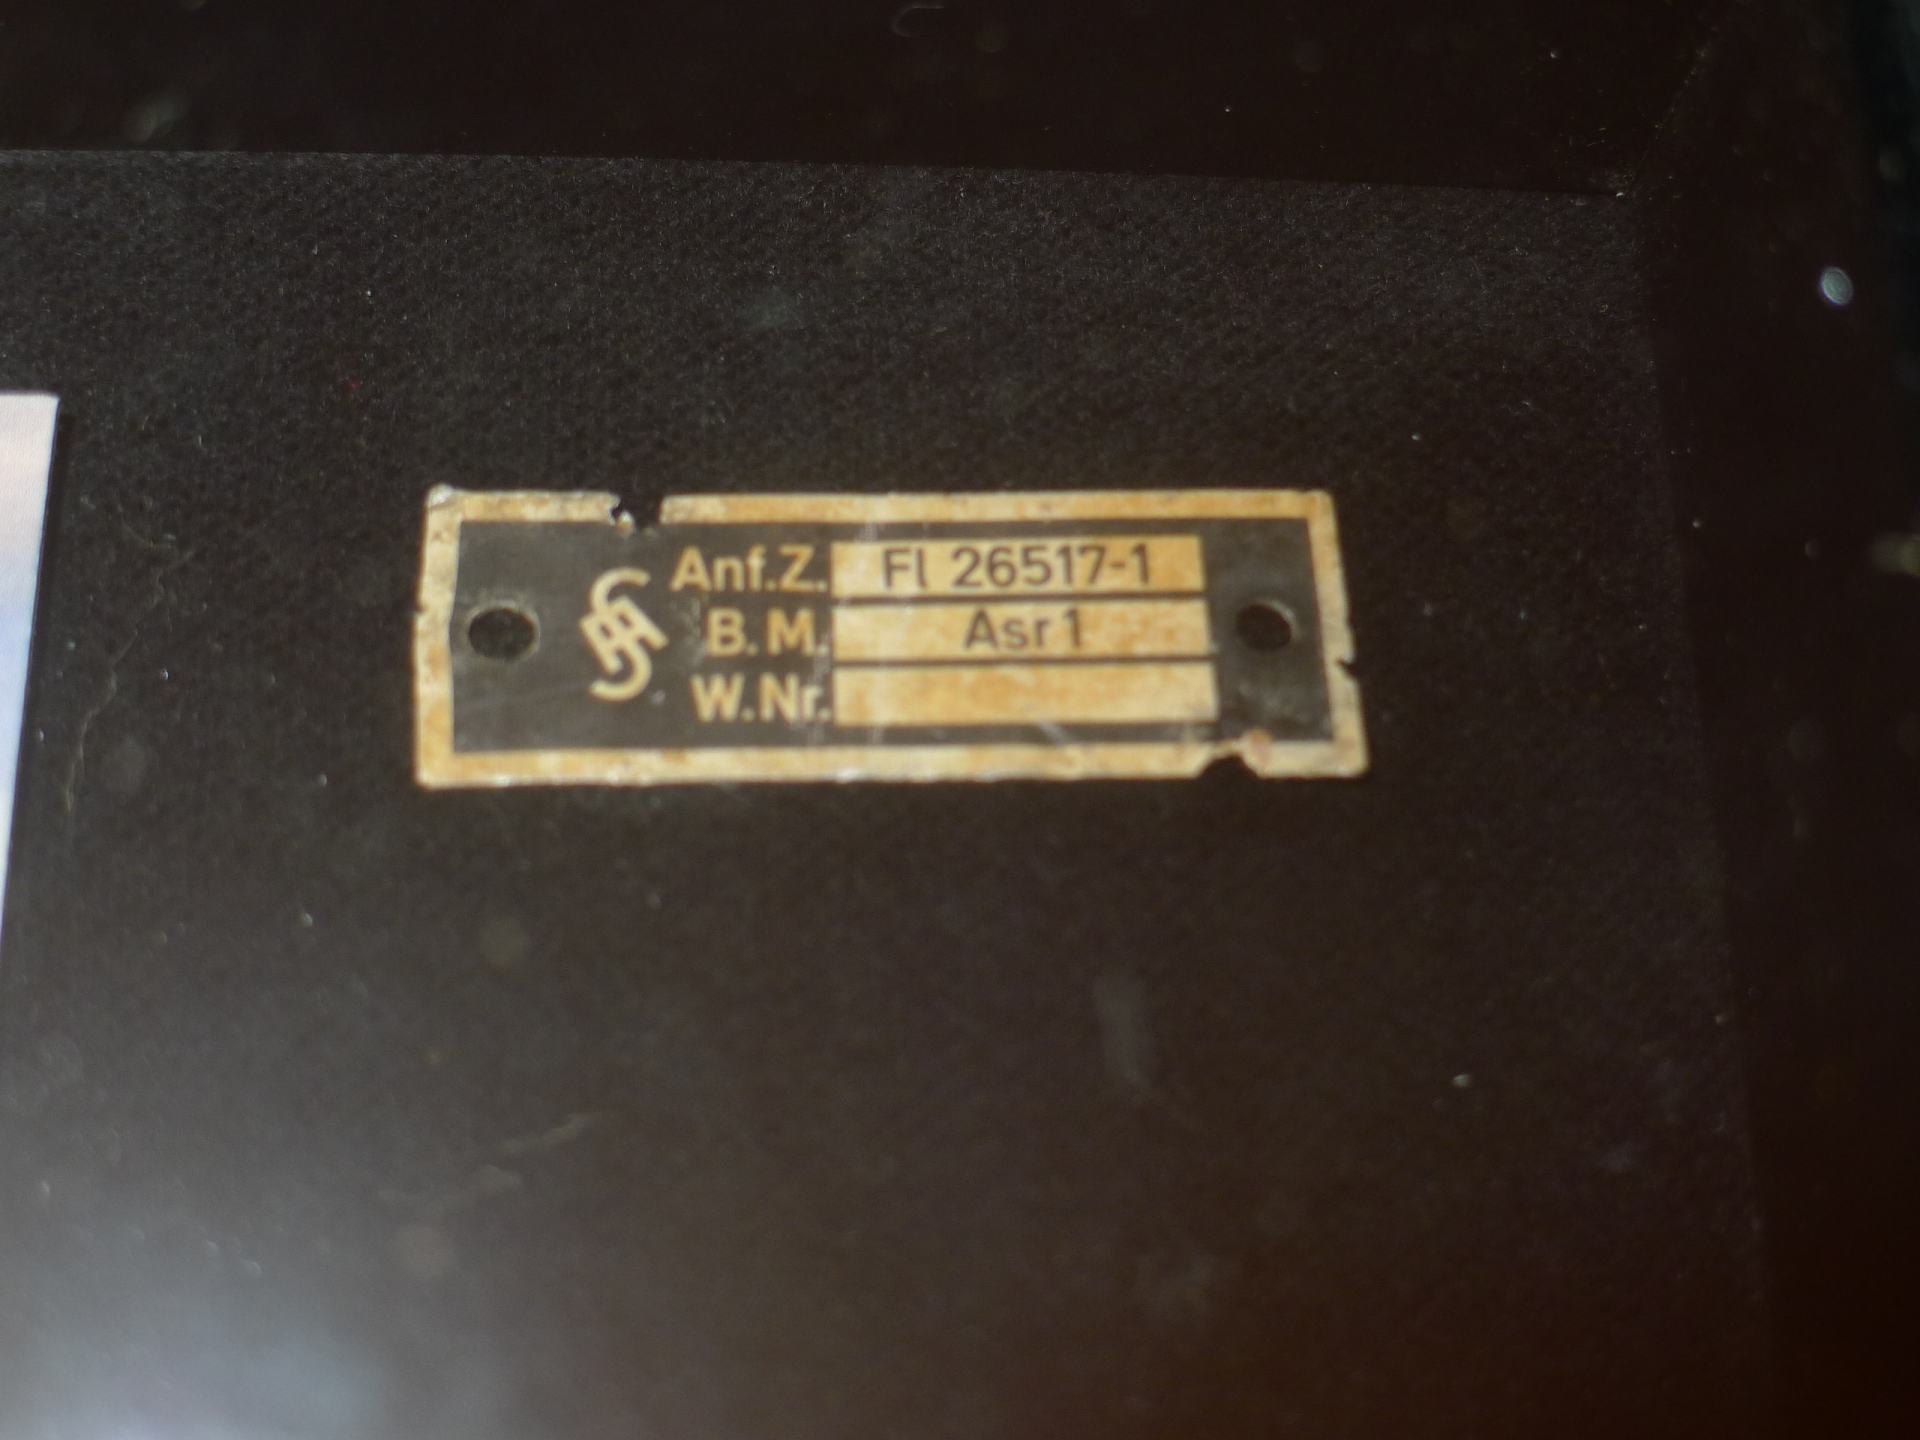 Anf.Z. Fl 26517-1
B.M. Asr 1
W.Nr.